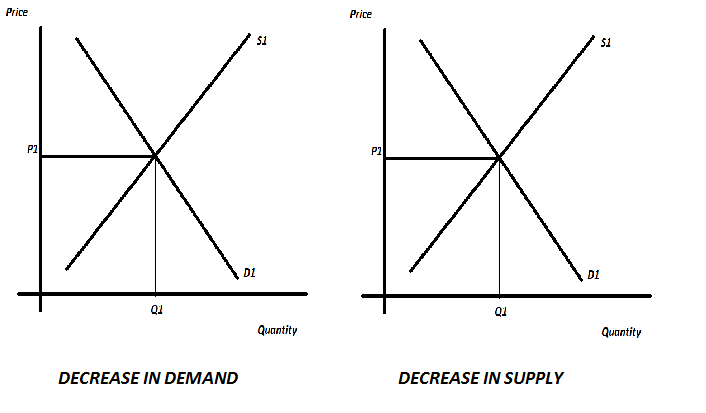 Price
S1
P1
D1
Q1
Quantity
DECREASE IN DEMAND
Price
S1
P1
D1
Q1
Quantity
DECREASE IN SUPPLY